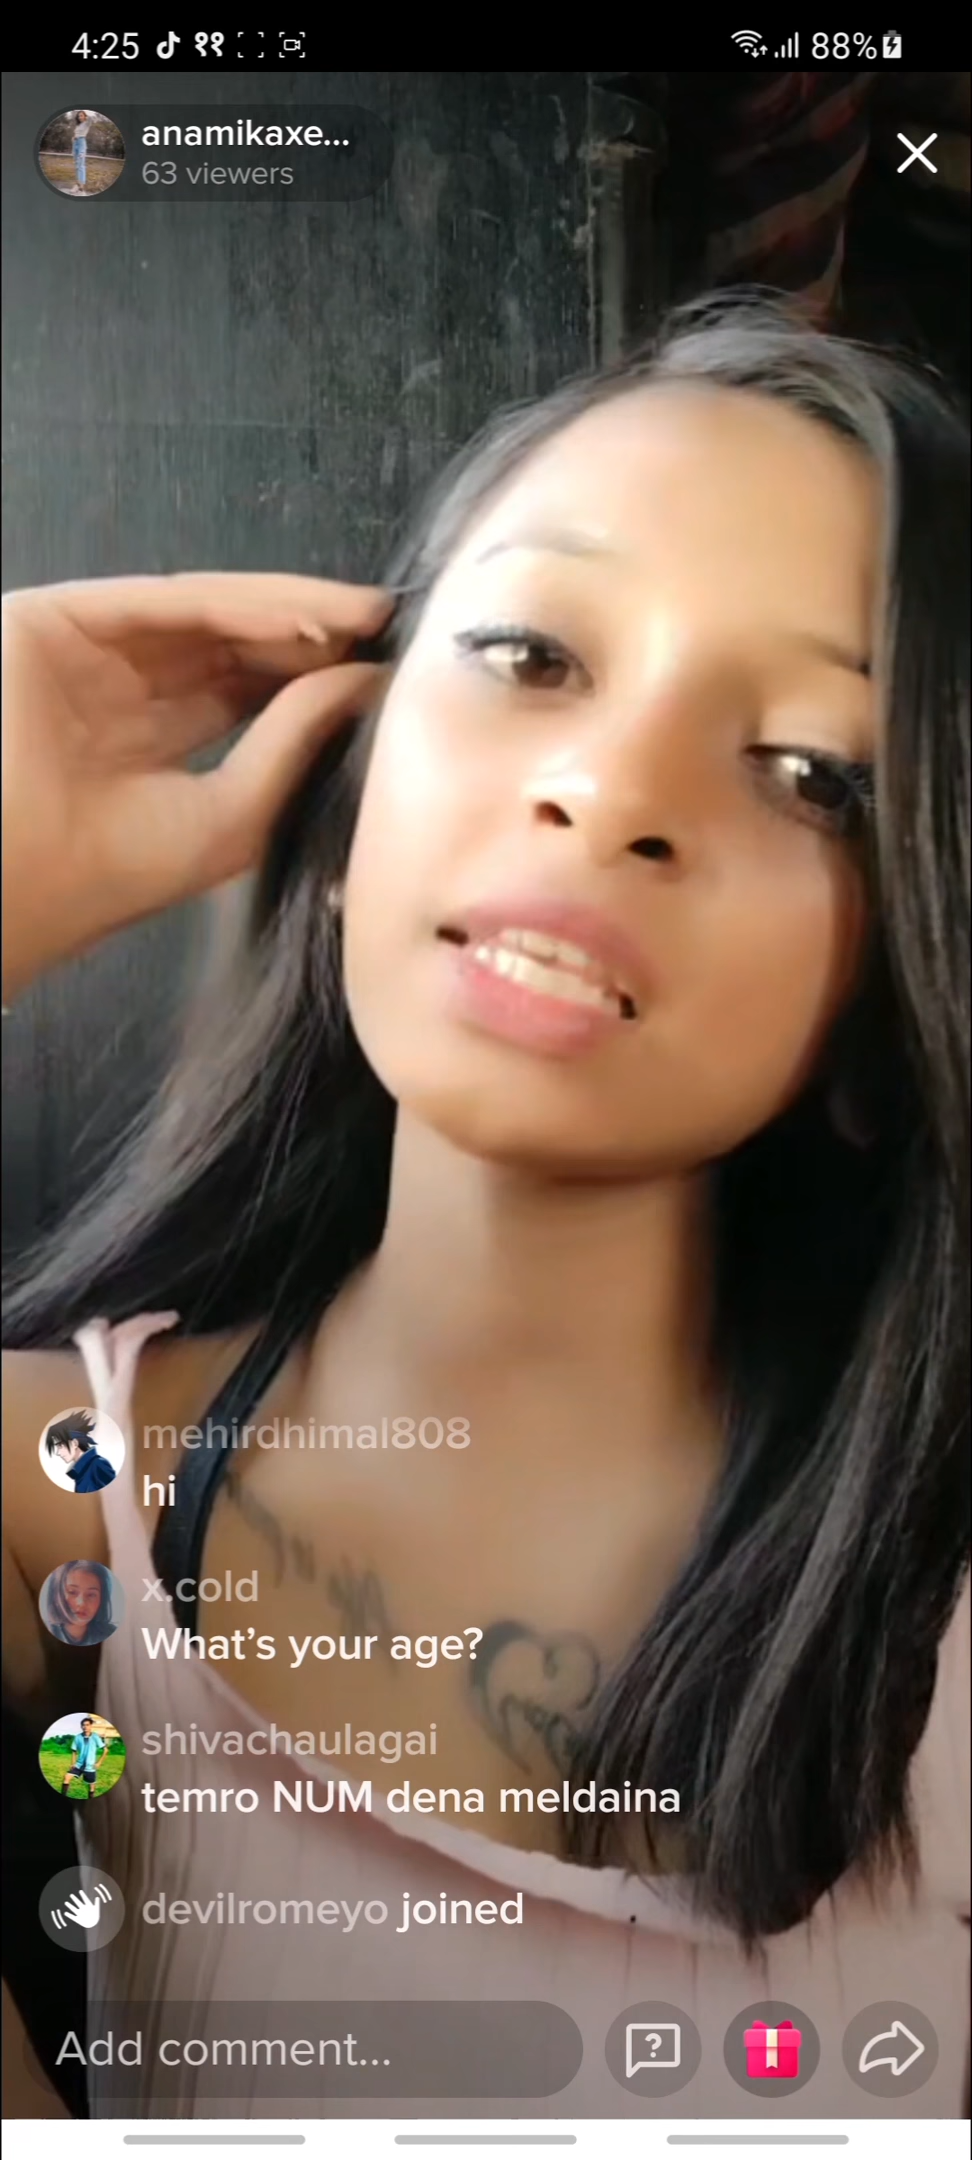 4:25 ११ 88%
anamikaxe...
63 viewers
mehirdhimal808
hi
x.cold
What's your age?
shivachaulagai
temro NUM dena meldaina
devilromeyo joined
Add comment...